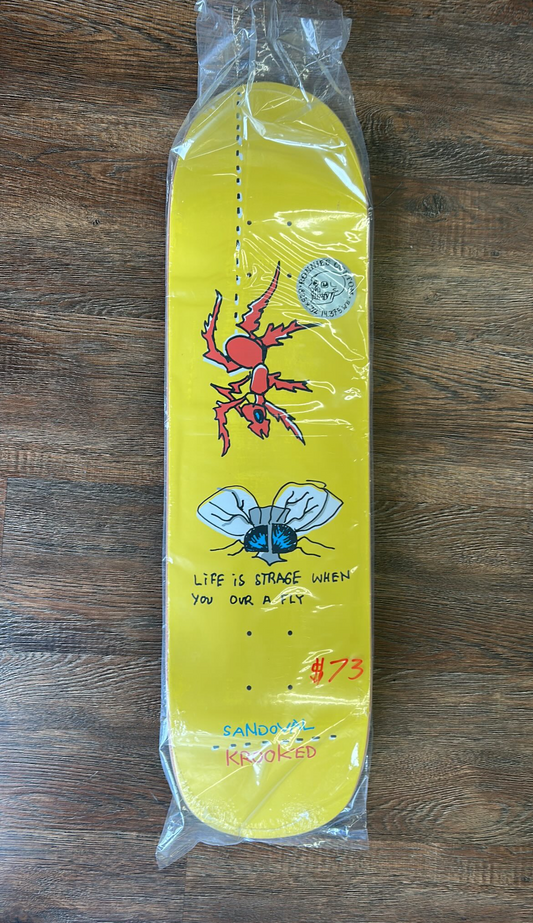 LIFE IS STRAGE WHEN
YOU OUR A FLY
$73
SANDOVAL
KROOKED